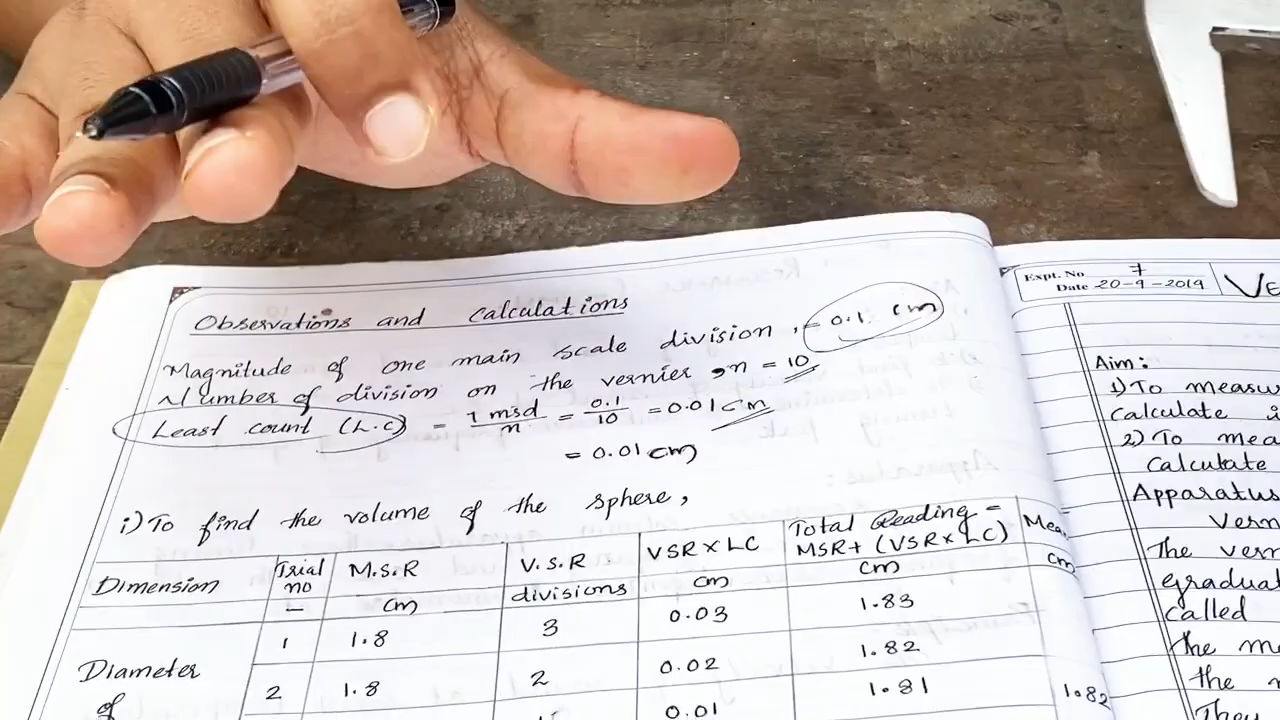 Observations and Calculations
Magnitude of one main scale division, = 0.1 cm
Number of division on the vernier, n = 10
Least count (L.C) = 1 msd / n = 0.1 / 10 = 0.01 cm
= 0.01 cm
i) To find the volume of the sphere,
Dimension Trial no M.S.R cm V.S.R divisions VSR X LC cm Total Reading = MSR + (VSR X LC) cm cm
Diameter of
1 1.8 3 0.03 1.83
2 1.8 2 0.02 1.82
0.01 1.81
1.82
Expt. No. 7
Date 20-9-2019
Aim:
1) To
calculate
2) To
calculate
Apparatus
The
called
the
the
They